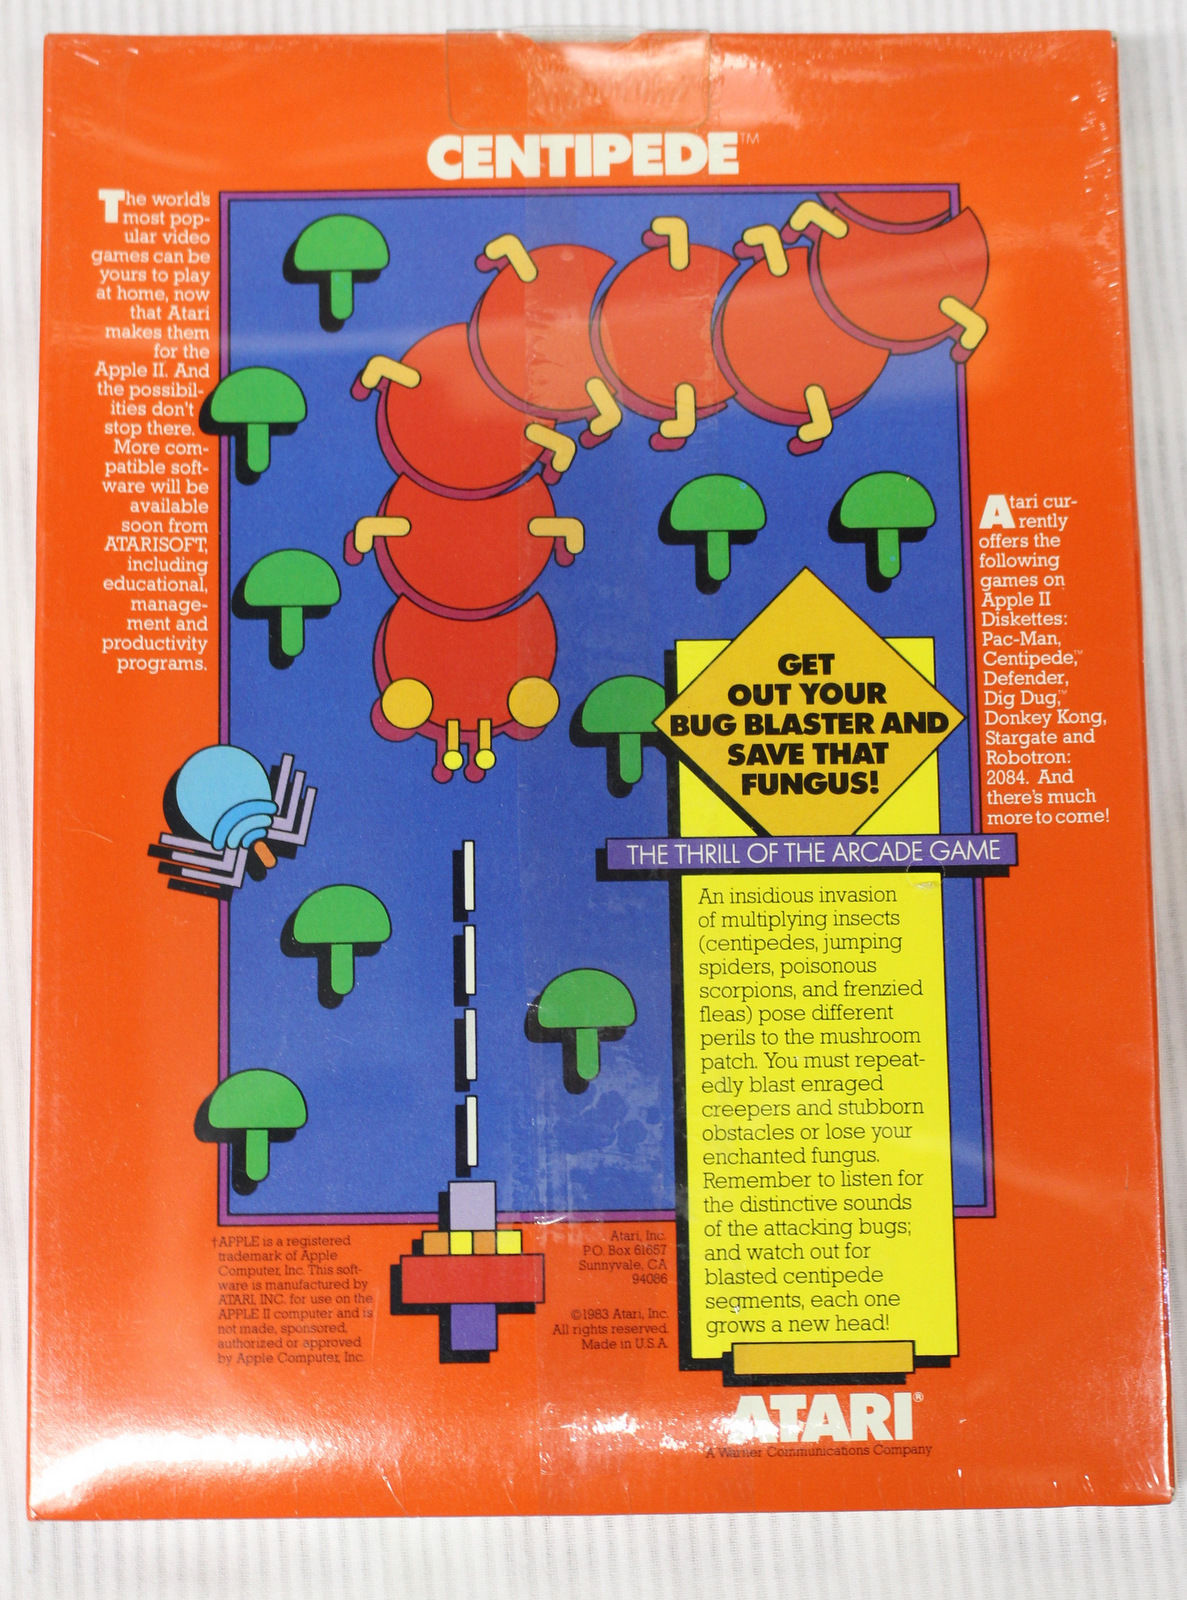 CENTIPEDE™
The world's
most pop-
ular video
games can be
yours to play
at home, now
that Atari
makes them
for the
Apple II. And
the possibil-
ities don't
stop there.
More com-
patible soft-
ware will be
available
soon from
ATARISOFT,
including
educational,
manage-
ment and
productivity
programs.
Atari cur-
rently
offers the
following
games on
Apple II
Diskettes:
Pac-Man,
Centipede,™
Defender,
Dig Dug,™
Donkey Kong,
Stargate and
Robotron:
2084. And
there's much
more to come!
GET
OUT YOUR
BUG BLASTER AND
SAVE THAT
FUNGUS!
THE THRILL OF THE ARCADE GAME
An insidious invasion
of multiplying insects
(centipedes, jumping
spiders, poisonous
scorpions, and frenzied
fleas) pose different
perils to the mushroom
patch. You must repeat-
edly blast enraged
creepers and stubborn
obstacles or lose your
enchanted fungus.
Remember to listen for
the distinctive sounds
of the attacking bugs;
and watch out for
blasted centipede
segments, each one
grows a new head!
†APPLE is a registered
trademark of Apple
Computer, Inc. This soft-
ware is manufactured by
ATARI, INC. for use on the
APPLE II computer and is
not made, sponsored,
authorized or approved
by Apple Computer, Inc.
Atari, Inc.
P.O. Box 61657
Sunnyvale, CA
94086
©1983 Atari, Inc.
All rights reserved.
Made in U.S.A.
ATARI®
A Warner Communications Company